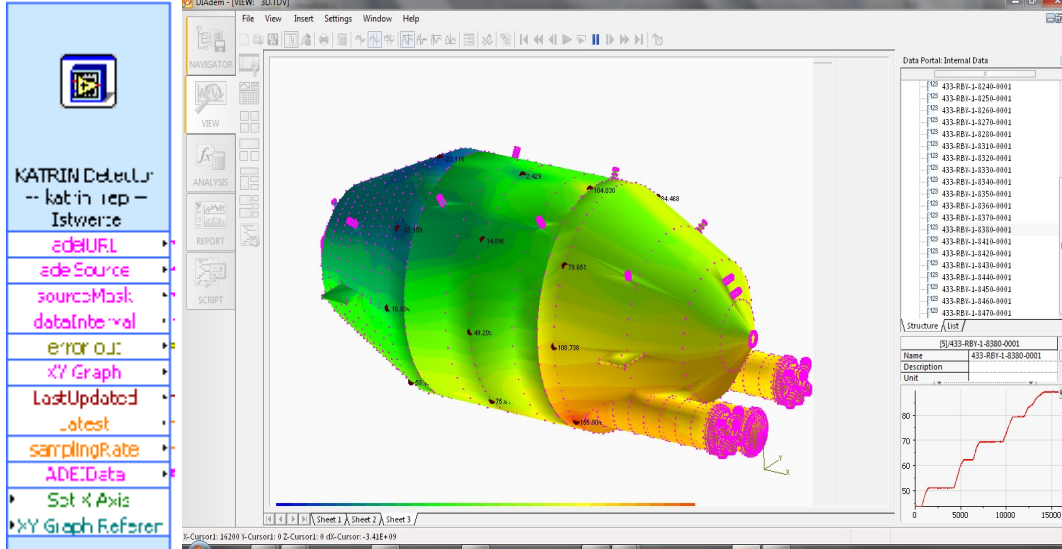 KATRIN Detector
-- katrin_rep --
Istwerte
adeiURL
adeiSource
sourceMask
dataInterval
error out
XY Graph
LastUpdated
Latest
samplingRate
ADEIData
Set X Axis
XY Graph Referen
DIAdem - [VIEW: 3D.TDV]
File View Insert Settings Window Help
NAVIGATOR
VIEW
ANALYSIS
REPORT
SCRIPT
2.429
104.030
84.468
14.096
79.651
49.20
108.738
Sheet 1 Sheet 2 Sheet 3
X-Cursor1: 16200 Y-Cursor1: 0 Z-Cursor1: 0 dX-Cursor: -3.41E+09
Data Portal: Internal Data
433-RBY-1-8240-0001
433-RBY-1-8250-0001
433-RBY-1-8260-0001
433-RBY-1-8270-0001
433-RBY-1-8280-0001
433-RBY-1-8310-0001
433-RBY-1-8320-0001
433-RBY-1-8330-0001
433-RBY-1-8340-0001
433-RBY-1-8350-0001
433-RBY-1-8360-0001
433-RBY-1-8370-0001
433-RBY-1-8380-0001
433-RBY-1-8410-0001
433-RBY-1-8420-0001
433-RBY-1-8430-0001
433-RBY-1-8440-0001
433-RBY-1-8450-0001
433-RBY-1-8460-0001
433-RBY-1-8470-0001
Structure List
[5]/433-RBY-1-8380-0001
Name 433-RBY-1-8380-0001
Description
Unit
80
70
60
50
0 5000 10000 15000